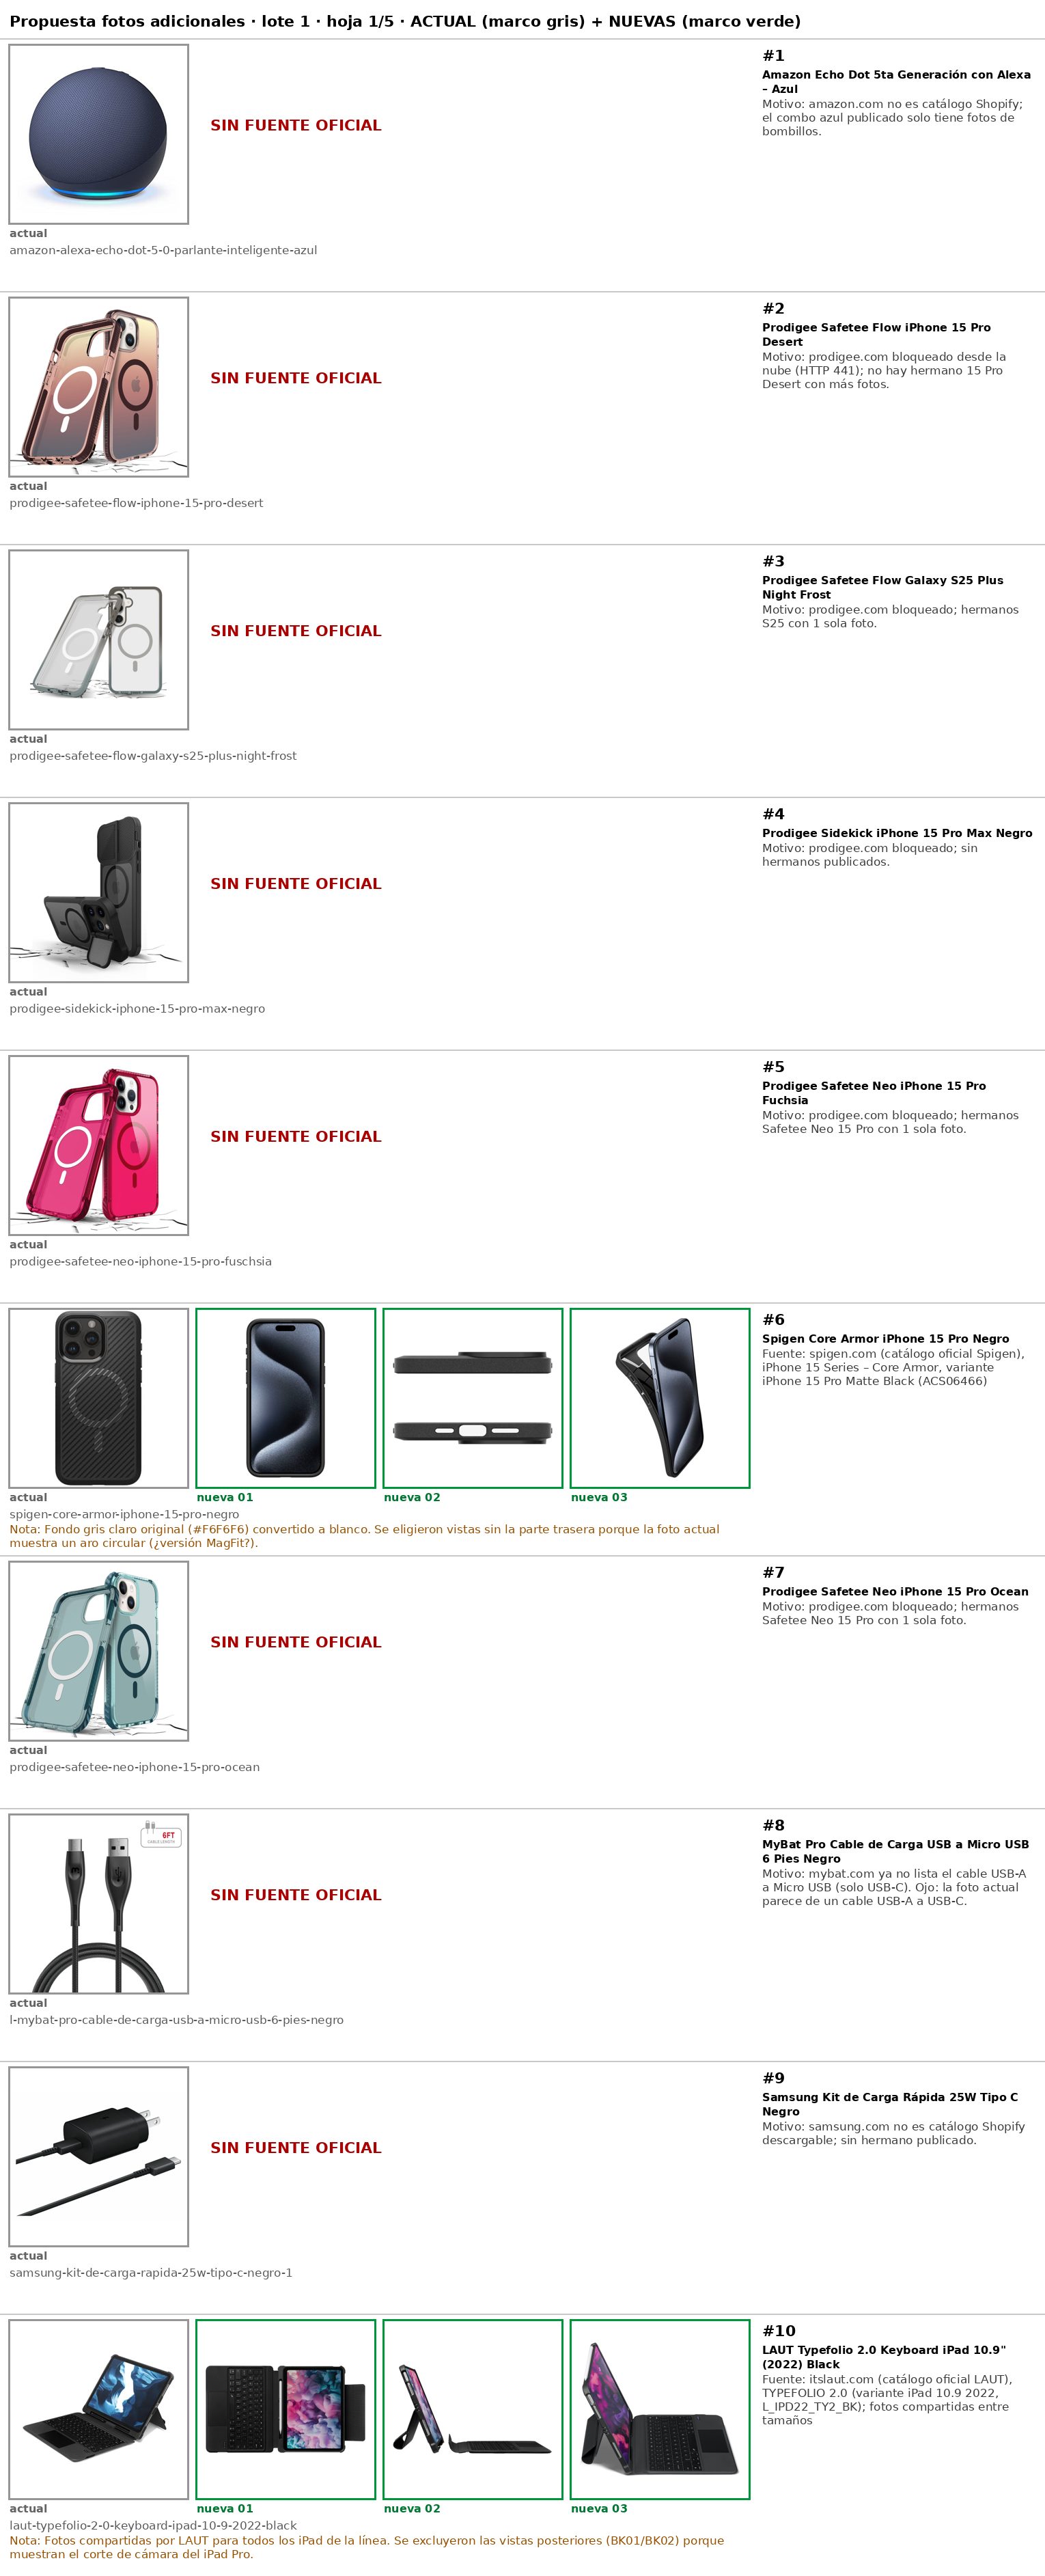 Propuesta fotos adicionales · lote 1 · hoja 1/5 · ACTUAL (marco gris) + NUEVAS (marco verde)
SIN FUENTE OFICIAL
actual
amazon-alexa-echo-dot-5-0-parlante-inteligente-azul
#1
Amazon Echo Dot 5ta Generación con Alexa
– Azul
Motivo: amazon.com no es catálogo Shopify;
el combo azul publicado solo tiene fotos de
bombillos.
SIN FUENTE OFICIAL
actual
prodigee-safetee-flow-iphone-15-pro-desert
#2
Prodigee Safetee Flow iPhone 15 Pro
Desert
Motivo: prodigee.com bloqueado desde la
nube (HTTP 441); no hay hermano 15 Pro
Desert con más fotos.
SIN FUENTE OFICIAL
actual
prodigee-safetee-flow-galaxy-s25-plus-night-frost
#3
Prodigee Safetee Flow Galaxy S25 Plus
Night Frost
Motivo: prodigee.com bloqueado; hermanos
S25 con 1 sola foto.
SIN FUENTE OFICIAL
actual
prodigee-sidekick-iphone-15-pro-max-negro
#4
Prodigee Sidekick iPhone 15 Pro Max Negro
Motivo: prodigee.com bloqueado; sin
hermanos publicados.
SIN FUENTE OFICIAL
actual
prodigee-safetee-neo-iphone-15-pro-fuschsia
#5
Prodigee Safetee Neo iPhone 15 Pro
Fuchsia
Motivo: prodigee.com bloqueado; hermanos
Safetee Neo 15 Pro con 1 sola foto.
actual
nueva 01
nueva 02
nueva 03
spigen-core-armor-iphone-15-pro-negro
Nota: Fondo gris claro original (#F6F6F6) convertido a blanco. Se eligieron vistas sin la parte trasera porque la foto actual
muestra un aro circular (¿versión MagFit?).
#6
Spigen Core Armor iPhone 15 Pro Negro
Fuente: spigen.com (catálogo oficial Spigen),
iPhone 15 Series – Core Armor, variante
iPhone 15 Pro Matte Black (ACS06466)
SIN FUENTE OFICIAL
actual
prodigee-safetee-neo-iphone-15-pro-ocean
#7
Prodigee Safetee Neo iPhone 15 Pro Ocean
Motivo: prodigee.com bloqueado; hermanos
Safetee Neo 15 Pro con 1 sola foto.
6FT
CABLE LENGTH
SIN FUENTE OFICIAL
actual
l-mybat-pro-cable-de-carga-usb-a-micro-usb-6-pies-negro
#8
MyBat Pro Cable de Carga USB a Micro USB
6 Pies Negro
Motivo: mybat.com ya no lista el cable USB-A
a Micro USB (solo USB-C). Ojo: la foto actual
parece de un cable USB-A a USB-C.
SIN FUENTE OFICIAL
actual
samsung-kit-de-carga-rapida-25w-tipo-c-negro-1
#9
Samsung Kit de Carga Rápida 25W Tipo C
Negro
Motivo: samsung.com no es catálogo Shopify
descargable; sin hermano publicado.
actual
nueva 01
nueva 02
nueva 03
laut-typefolio-2-0-keyboard-ipad-10-9-2022-black
Nota: Fotos compartidas por LAUT para todos los iPad de la línea. Se excluyeron las vistas posteriores (BK01/BK02) porque
muestran el corte de cámara del iPad Pro.
#10
LAUT Typefolio 2.0 Keyboard iPad 10.9"
(2022) Black
Fuente: itslaut.com (catálogo oficial LAUT),
TYPEFOLIO 2.0 (variante iPad 10.9 2022,
L_IPD22_TY2_BK); fotos compartidas entre
tamaños